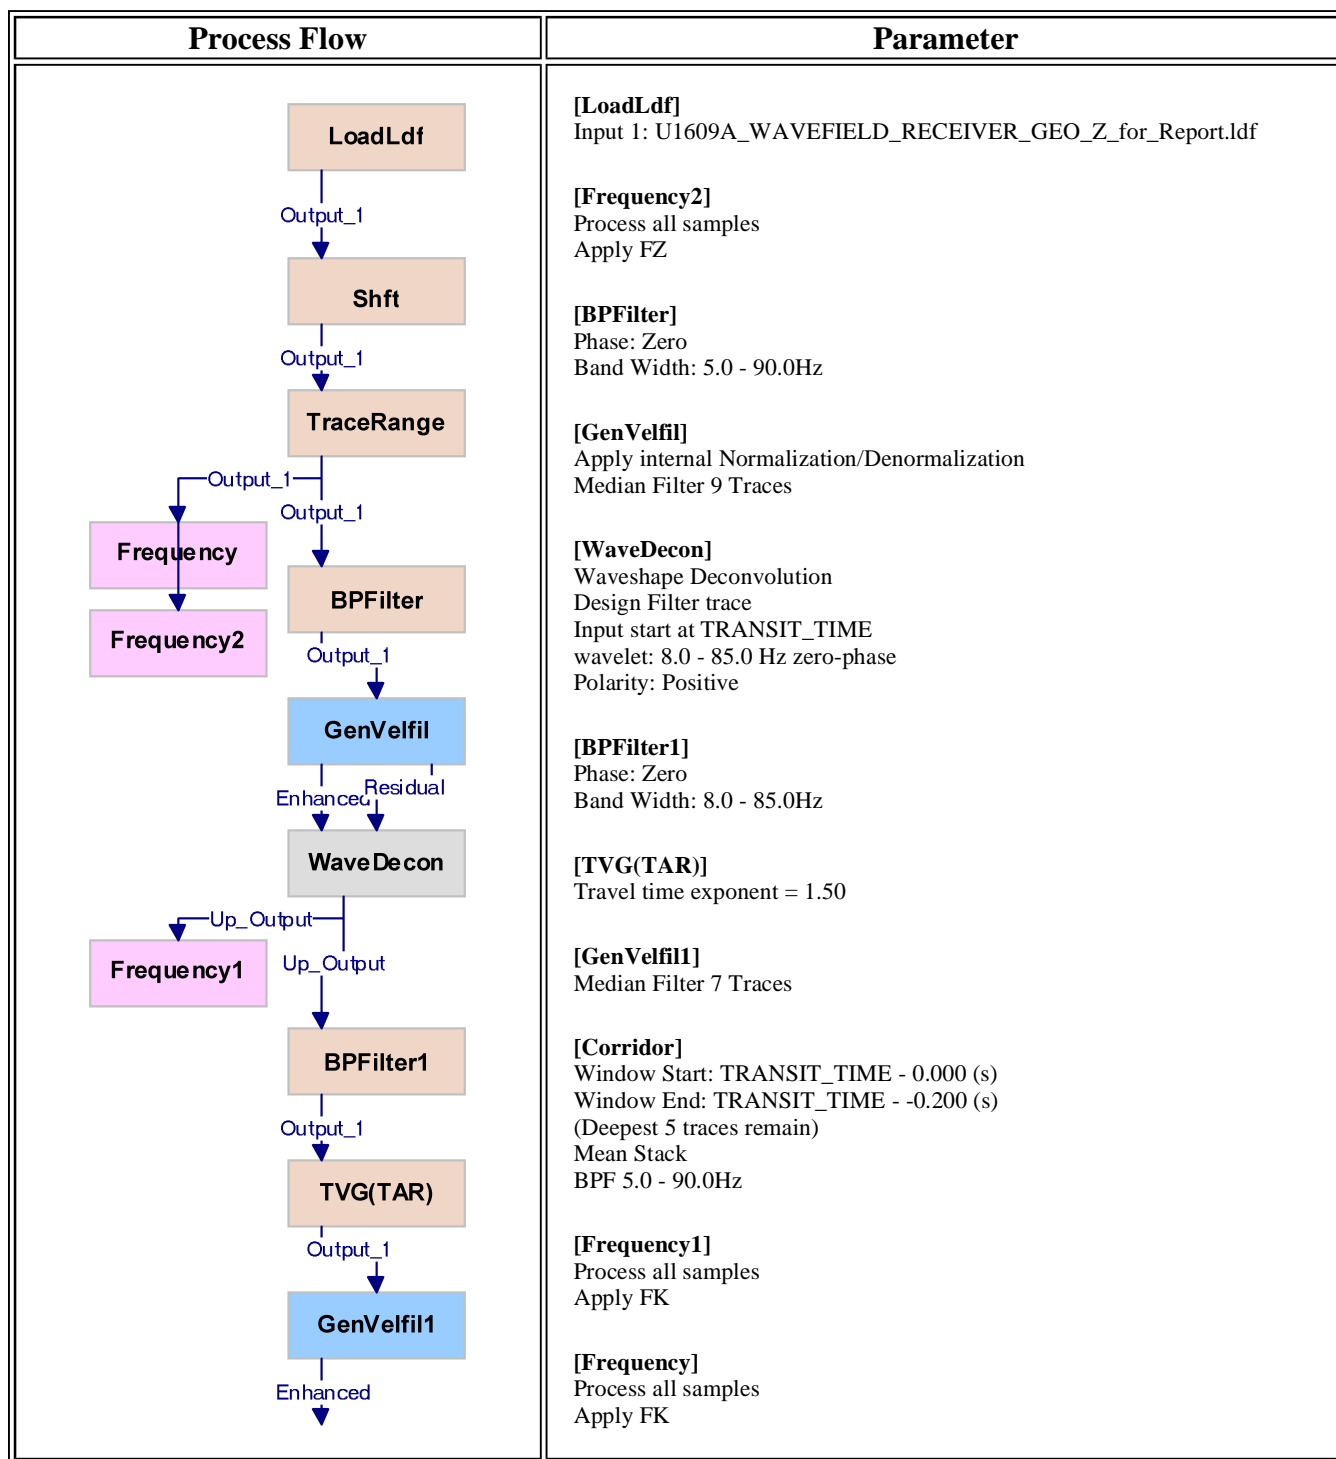 Process Flow
Parameter
LoadLdf
Output_1
Shft
Output_1
TraceRange
Output_1
Output_1
Frequency
Frequency2
BPFilter
Output_1
GenVelfil
Enhanced
Residual
WaveDecon
Up_Output
Up_Output
Frequency1
BPFilter1
Output_1
TVG(TAR)
Output_1
GenVelfil1
Enhanced
[LoadLdf]
Input 1: U1609A_WAVEFIELD_RECEIVER_GEO_Z_for_Report.ldf
[Frequency2]
Process all samples
Apply FZ
[BPFilter]
Phase: Zero
Band Width: 5.0 - 90.0Hz
[GenVelfil]
Apply internal Normalization/Denormalization
Median Filter 9 Traces
[WaveDecon]
Waveshape Deconvolution
Design Filter trace
Input start at TRANSIT_TIME
wavelet: 8.0 - 85.0 Hz zero-phase
Polarity: Positive
[BPFilter1]
Phase: Zero
Band Width: 8.0 - 85.0Hz
[TVG(TAR)]
Travel time exponent = 1.50
[GenVelfil1]
Median Filter 7 Traces
[Corridor]
Window Start: TRANSIT_TIME - 0.000 (s)
Window End: TRANSIT_TIME - -0.200 (s)
(Deepest 5 traces remain)
Mean Stack
BPF 5.0 - 90.0Hz
[Frequency1]
Process all samples
Apply FK
[Frequency]
Process all samples
Apply FK